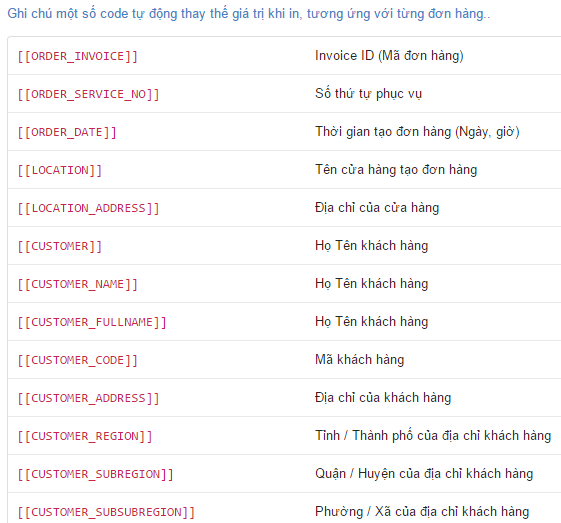 Ghi chú một số code tự động thay thế giá trị khi in, tương ứng với từng đơn hàng..
[[ORDER_INVOICE]] Invoice ID (Mã đơn hàng)
[[ORDER_SERVICE_NO]] Số thứ tự phục vụ
[[ORDER_DATE]] Thời gian tạo đơn hàng (Ngày, giờ)
[[LOCATION]] Tên cửa hàng tạo đơn hàng
[[LOCATION_ADDRESS]] Địa chỉ của cửa hàng
[[CUSTOMER]] Họ Tên khách hàng
[[CUSTOMER_NAME]] Họ Tên khách hàng
[[CUSTOMER_FULLNAME]] Họ Tên khách hàng
[[CUSTOMER_CODE]] Mã khách hàng
[[CUSTOMER_ADDRESS]] Địa chỉ của khách hàng
[[CUSTOMER_REGION]] Tỉnh / Thành phố của địa chỉ khách hàng
[[CUSTOMER_SUBREGION]] Quận / Huyện của địa chỉ khách hàng
[[CUSTOMER_SUBSUBREGION]] Phường / Xã của địa chỉ khách hàng